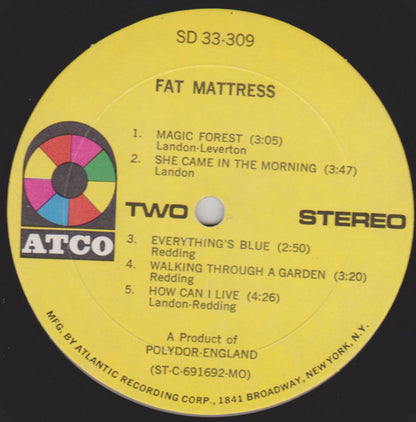 SD 33-309
FAT MATTRESS
1. MAGIC FOREST (3:05)
Landon-Leverton
2. SHE CAME IN THE MORNING (3:47)
Landon
ATCO
TWO STEREO
3. EVERYTHING'S BLUE (2:50)
Redding
4. WALKING THROUGH A GARDEN (3:20)
Redding
5. HOW CAN I LIVE (4:26)
Landon-Redding
A Product of
POLYDOR-ENGLAND
(ST-C-691692-MO)
MFG. BY ATLANTIC RECORDING CORP., 1841 BROADWAY, NEW YORK, N.Y.